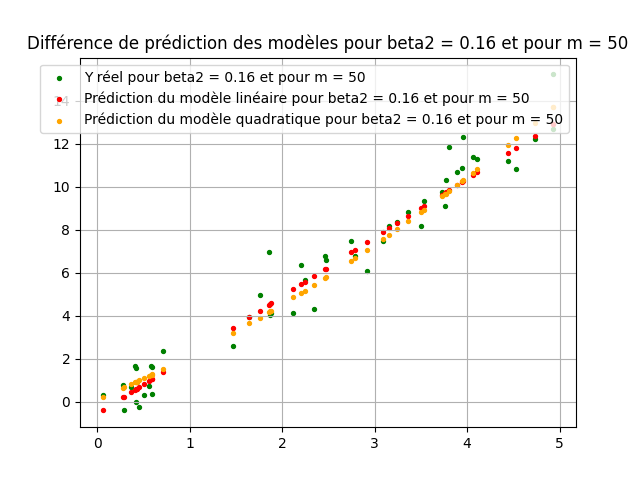 Différence de prédiction des modèles pour beta2 = 0.16 et pour m = 50
Y réel pour beta2 = 0.16 et pour m = 50
Prédiction du modèle linéaire pour beta2 = 0.16 et pour m = 50
Prédiction du modèle quadratique pour beta2 = 0.16 et pour m = 50
14
12
10
8
6
4
2
0
0 1 2 3 4 5